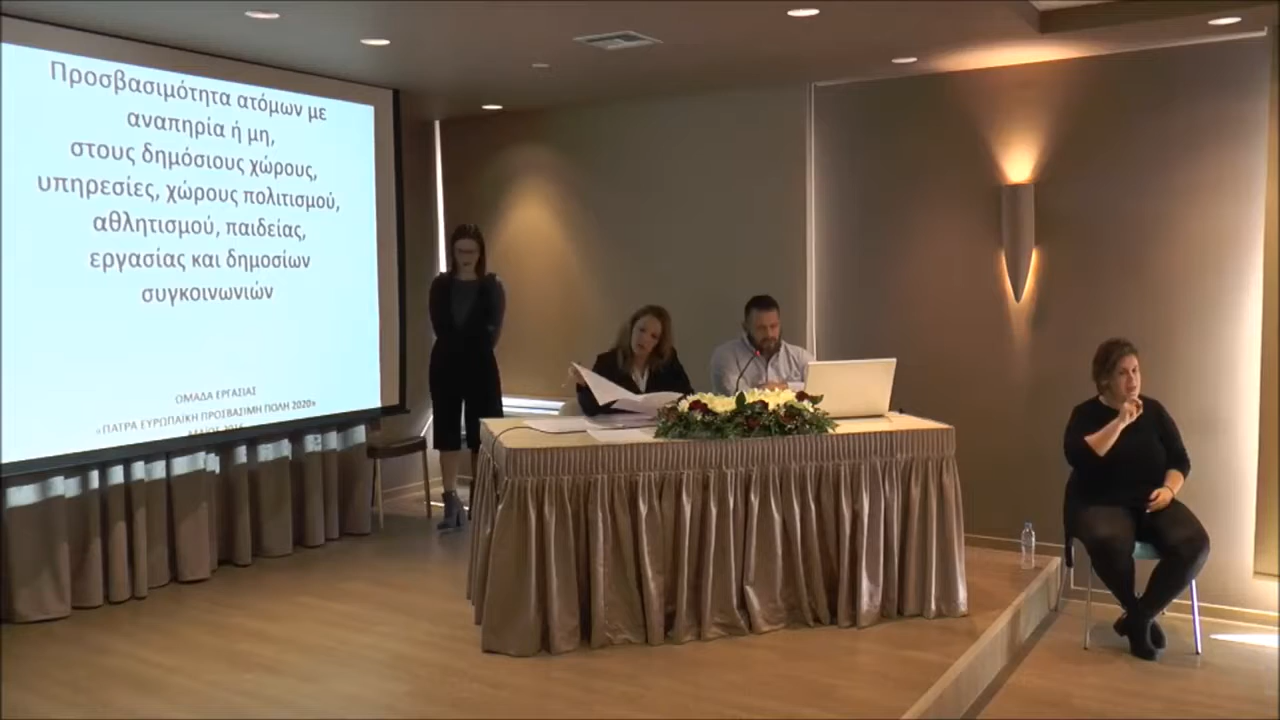 Προσβασιμότητα ατόμων με
αναπηρία ή μη,
στους δημόσιους χώρους,
υπηρεσίες, χώρους πολιτισμού,
αθλητισμού, παιδείας,
εργασίας και δημοσίων
συγκοινωνιών
ΟΜΑΔΑ ΕΡΓΑΣΙΑΣ
«ΠΑΤΡΑ ΕΥΡΩΠΑΪΚΗ ΠΡΟΣΒΑΣΙΜΗ ΠΟΛΗ 2020»